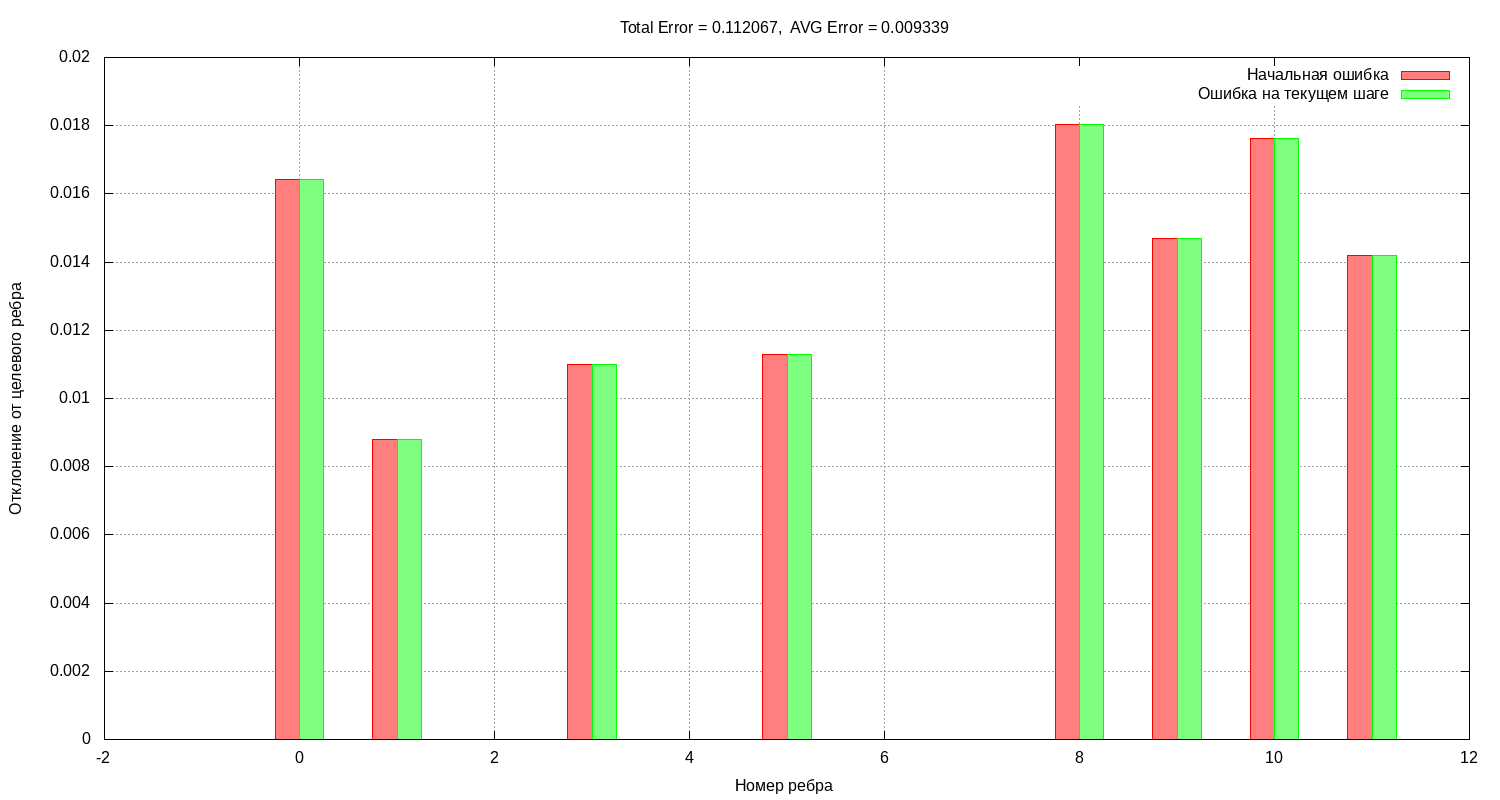 Total Error = 0.112067,  AVG Error = 0.009339
Начальная ошибка
Ошибка на текущем шаге
0.02
0.018
0.016
0.014
0.012
0.01
0.008
0.006
0.004
0.002
0
Отклонение от целевого ребра
-2 0 2 4 6 8 10 12
Номер ребра